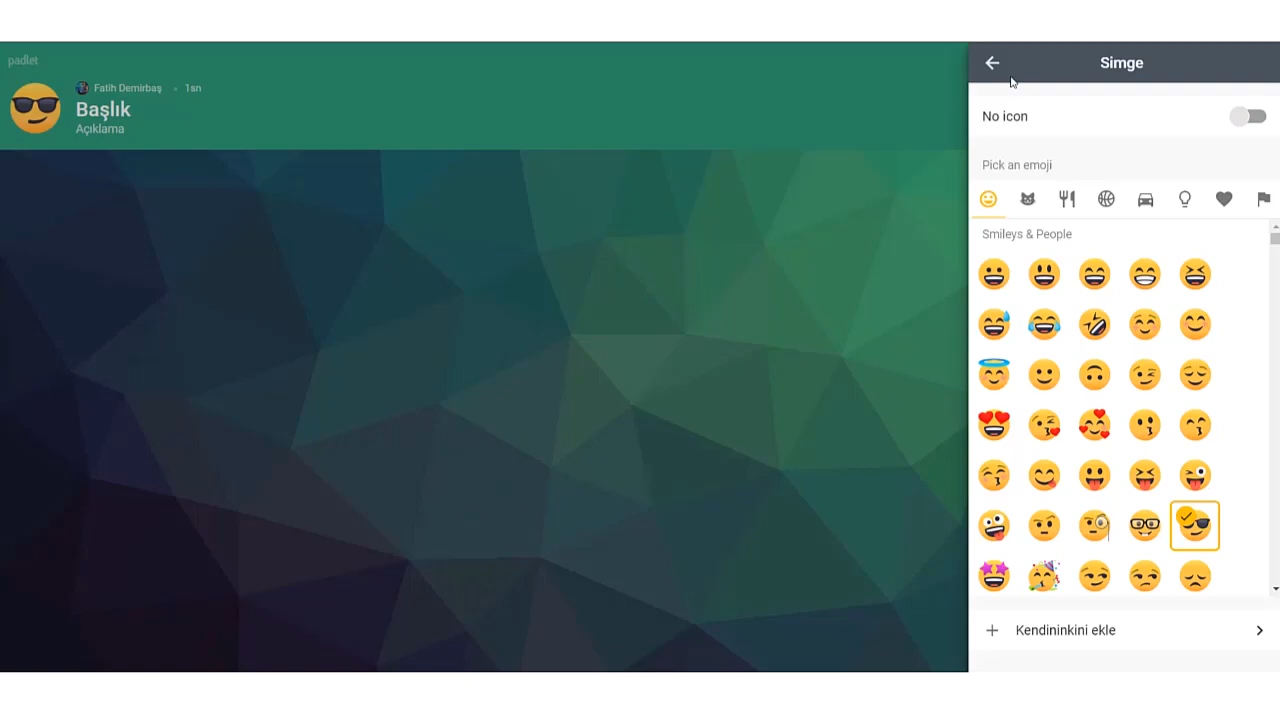 padlet
Fatih Demirbaş • 1sn
Başlık
Açıklama
Simge
No icon
Pick an emoji
Smileys & People
Kendininkini ekle